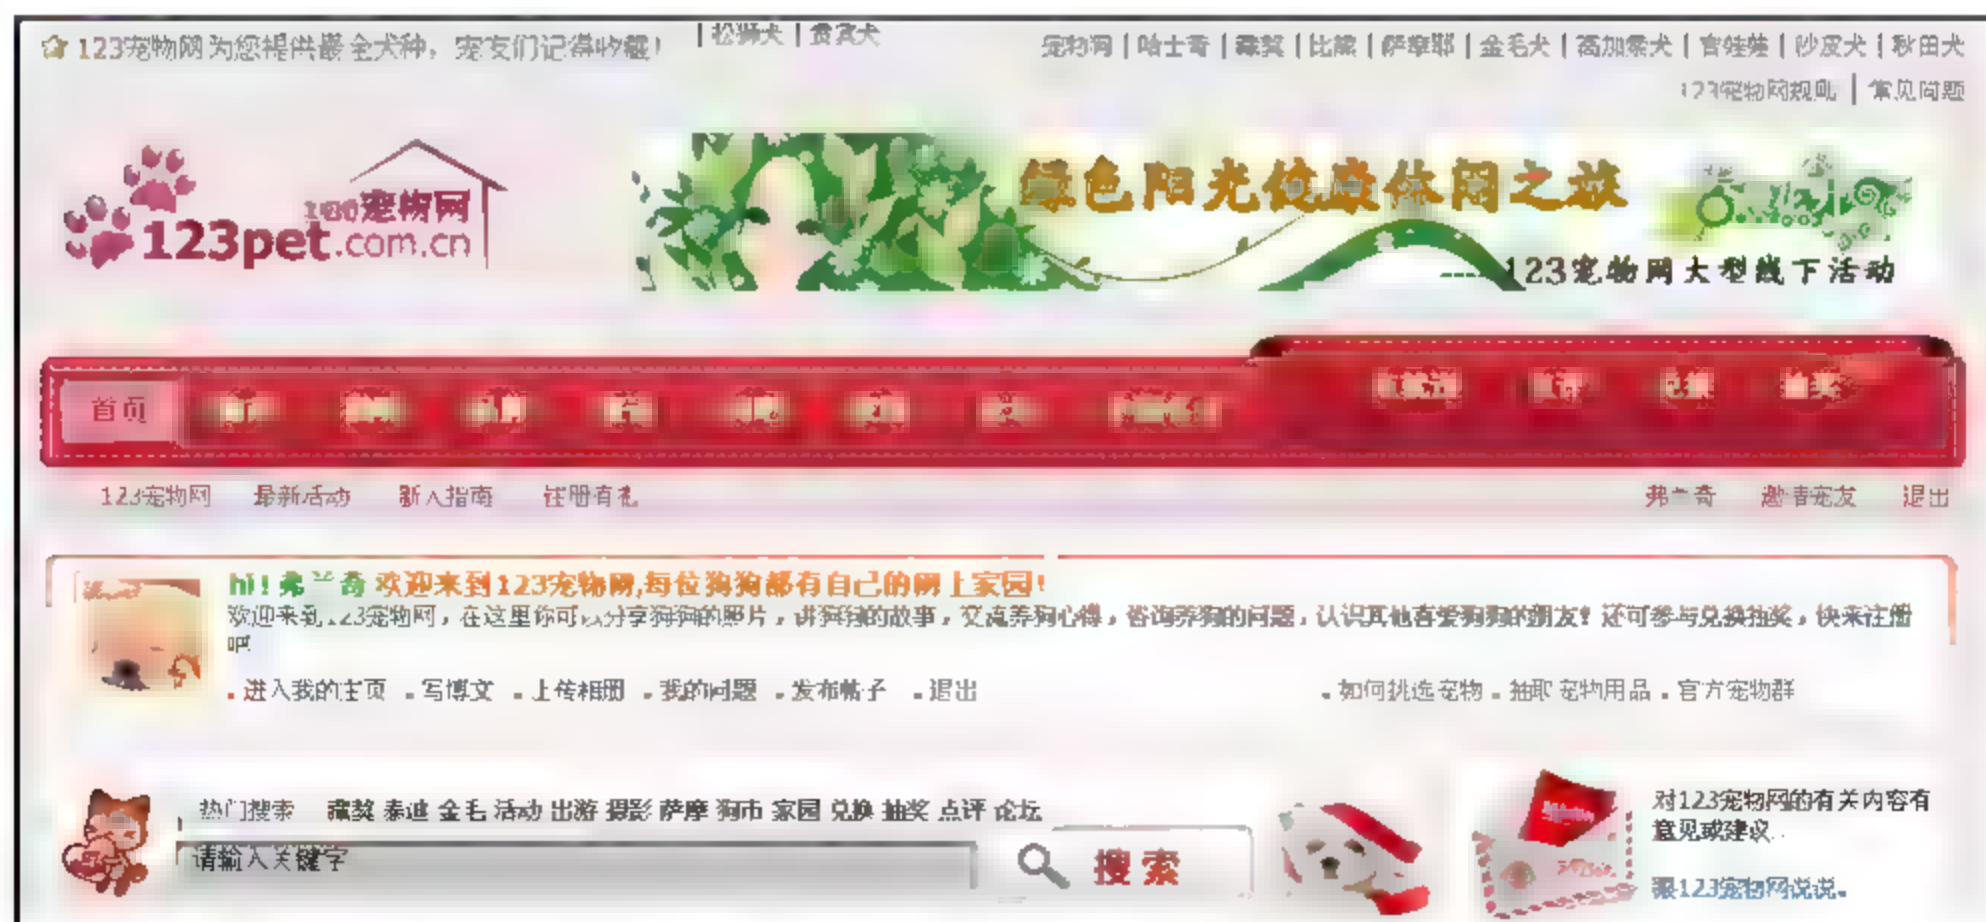 123宠物网为您提供最全犬种，宠友们记得收藏！
|松狮犬|贵宾犬
宠物狗|哈士奇|藏獒|比熊|萨摩耶|金毛犬|高加索犬|吉娃娃|沙皮犬|秋田犬
123宠物网规则|常见问题
绿色阳光健康休闲之旅
宠物网
123pet.com.cn
123宠物网大型线下活动
首页
123宠物网 最新活动 新人指南 注册有礼
弗兰奇 邀请宠友 退出
hi！弗兰奇 欢迎来到123宠物网,每位狗狗都有自己的网上家园！
欢迎来到123宠物网，在这里你可以分享狗狗的照片，讲狗狗的故事，交流养狗心得，咨询养狗的问题，认识其他喜爱狗狗的朋友！还可参与兑换抽奖，快来注册
吧
.进入我的主页 .写博文 .上传相册 .我的问题 .发布帖子 .退出
.如何挑选宠物.抽取宠物用品.官方宠物群
热门搜索 藏獒 泰迪 金毛 活动 出游 摄影 萨摩 狗市 家园 兑换 抽奖 点评 论坛
请输入关键字
搜索
对123宠物网的有关内容有
意见或建议..
跟123宠物网说说。